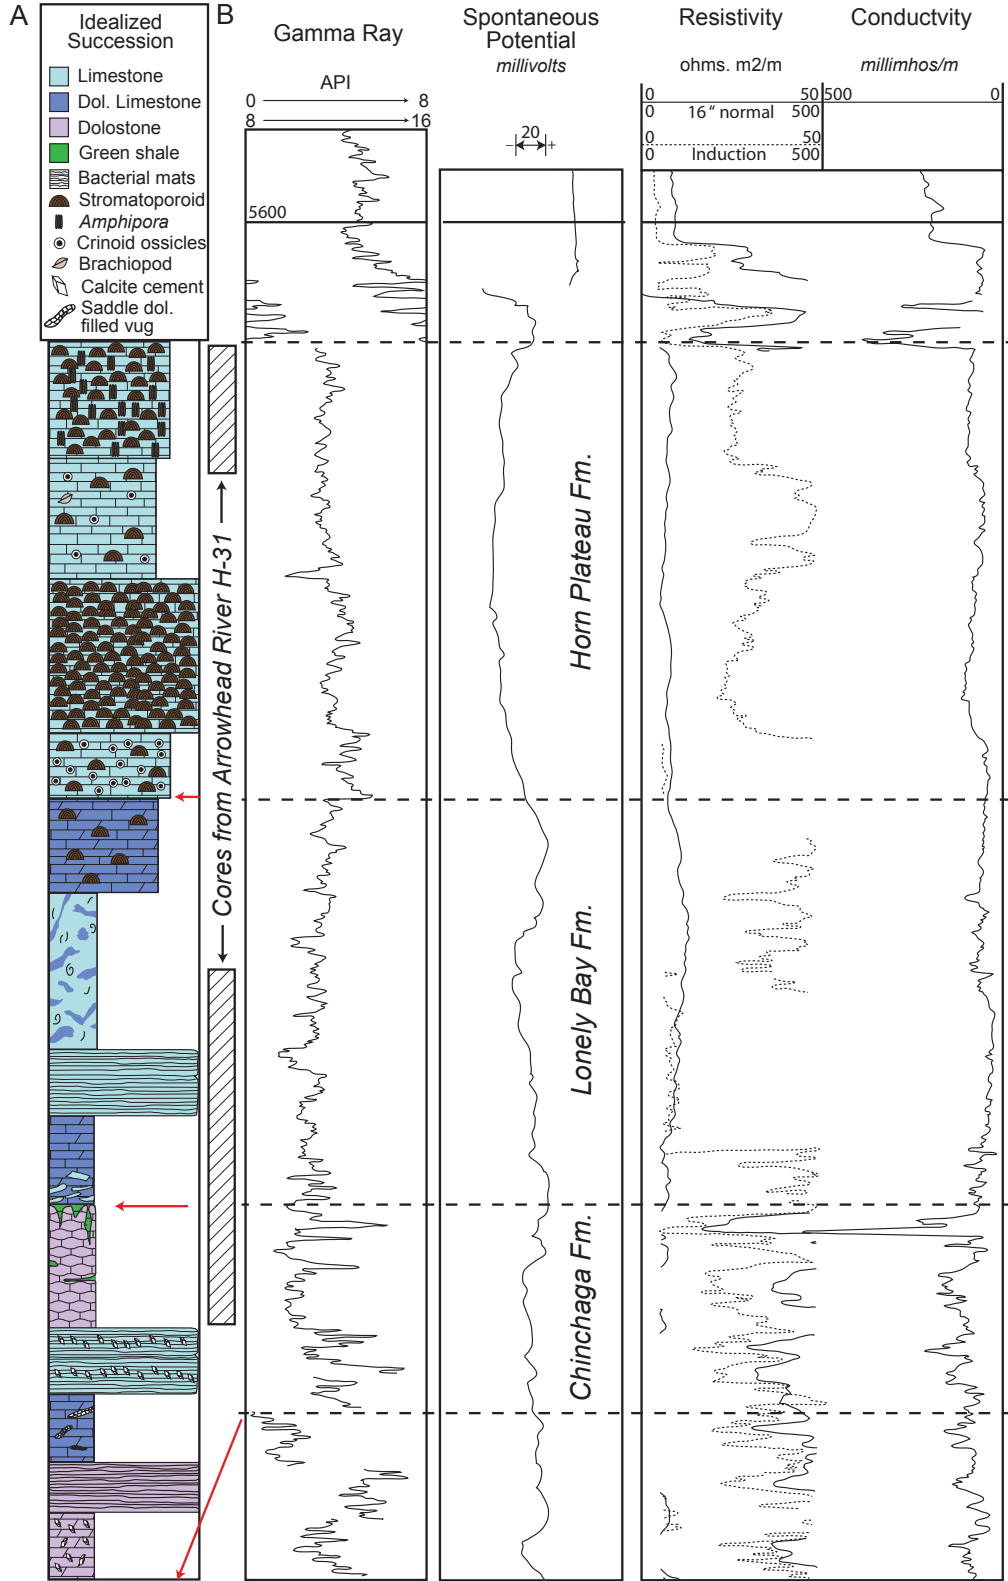 A
Idealized
Succession
Limestone
Dol. Limestone
Dolostone
Green shale
Bacterial mats
Stromatoporoid
Amphipora
Crinoid ossicles
Brachiopod
Calcite cement
Saddle dol.
filled vug
B
Gamma Ray
API
0 8
8 16
5600
Spontaneous
Potential
millivolts
20
- +
Resistivity
ohms. m2/m
0 50
0 16 " normal 500
0 50
0 Induction 500
Conductvity
millimhos/m
500 0
Cores from Arrowhead River H-31
Horn Plateau Fm.
Lonely Bay Fm.
Chinchaga Fm.